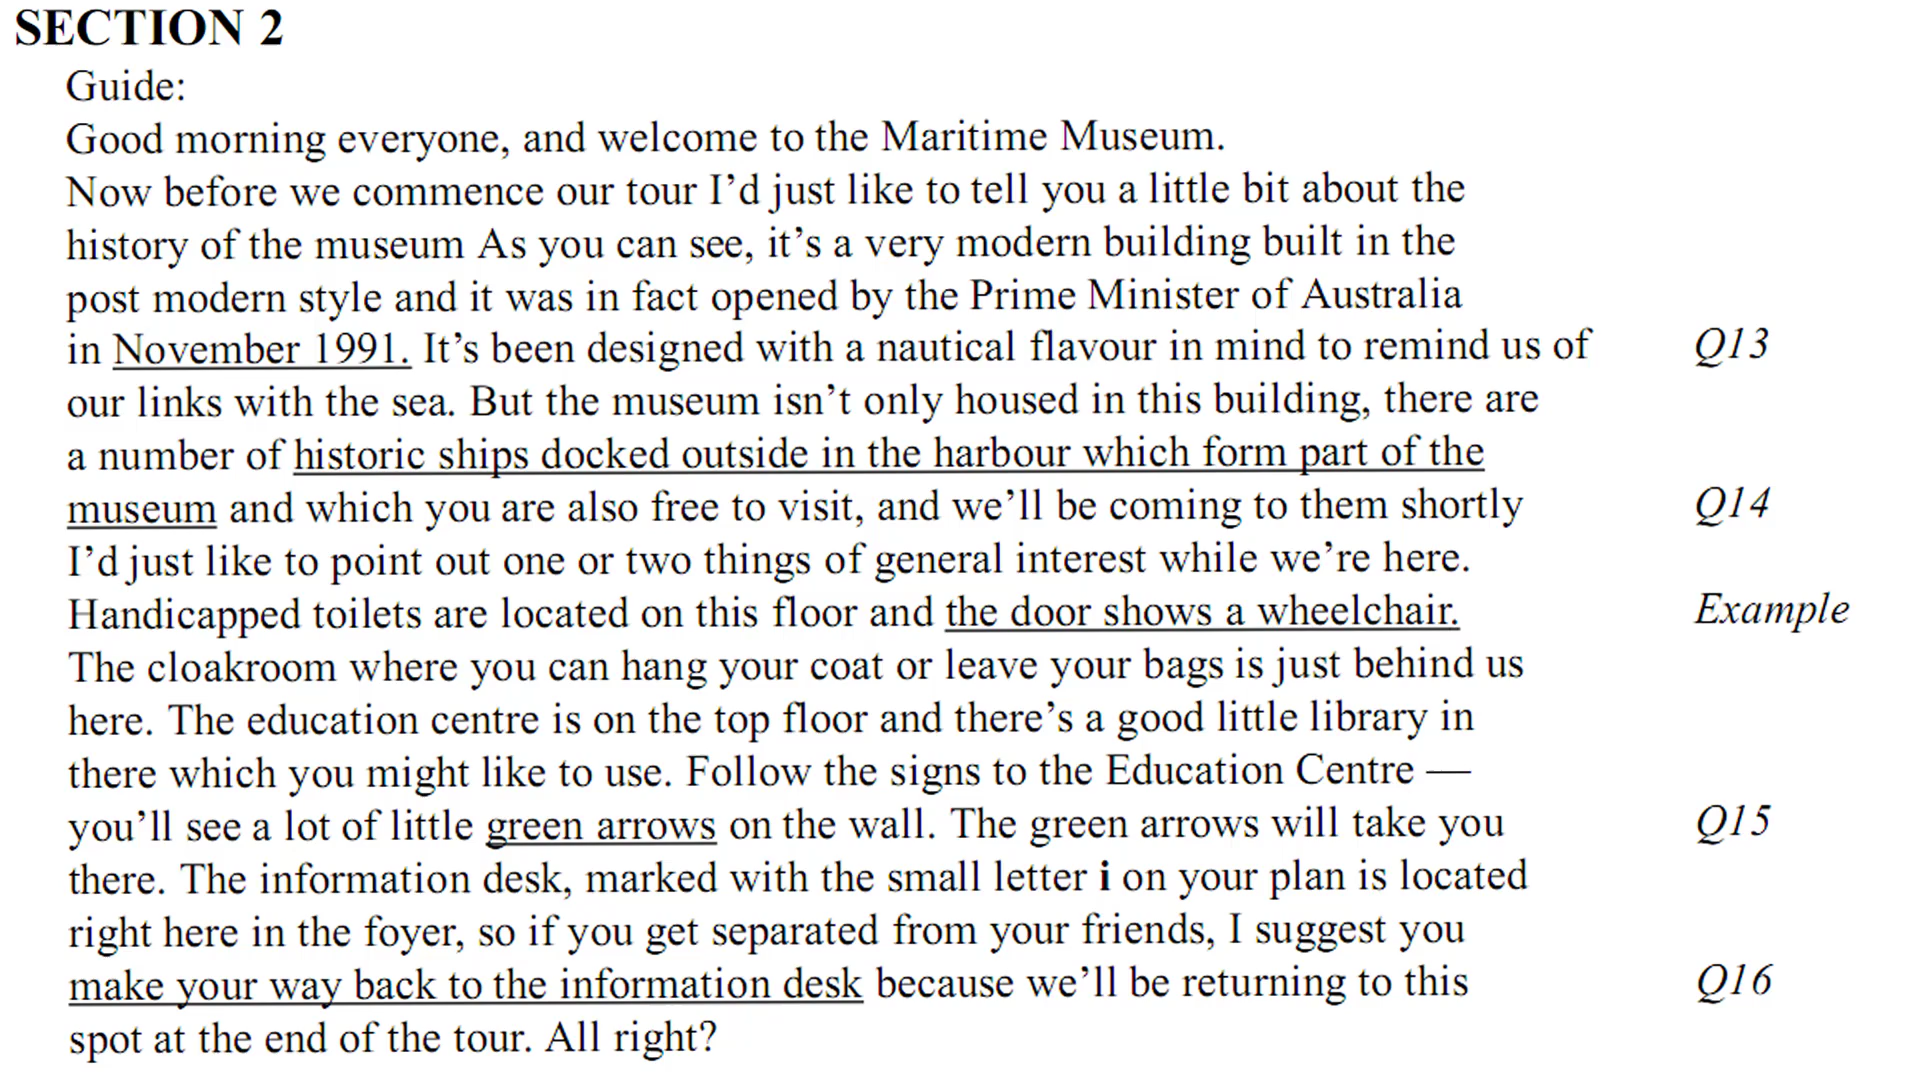 SECTION 2
Guide:
Good morning everyone, and welcome to the Maritime Museum.
Now before we commence our tour I’d just like to tell you a little bit about the
history of the museum As you can see, it’s a very modern building built in the
post modern style and it was in fact opened by the Prime Minister of Australia
in November 1991. It’s been designed with a nautical flavour in mind to remind us of Q13
our links with the sea. But the museum isn’t only housed in this building, there are
a number of historic ships docked outside in the harbour which form part of the
museum and which you are also free to visit, and we’ll be coming to them shortly Q14
I’d just like to point out one or two things of general interest while we’re here.
Handicapped toilets are located on this floor and the door shows a wheelchair. Example
The cloakroom where you can hang your coat or leave your bags is just behind us
here. The education centre is on the top floor and there’s a good little library in
there which you might like to use. Follow the signs to the Education Centre —
you’ll see a lot of little green arrows on the wall. The green arrows will take you Q15
there. The information desk, marked with the small letter i on your plan is located
right here in the foyer, so if you get separated from your friends, I suggest you
make your way back to the information desk because we’ll be returning to this Q16
spot at the end of the tour. All right?